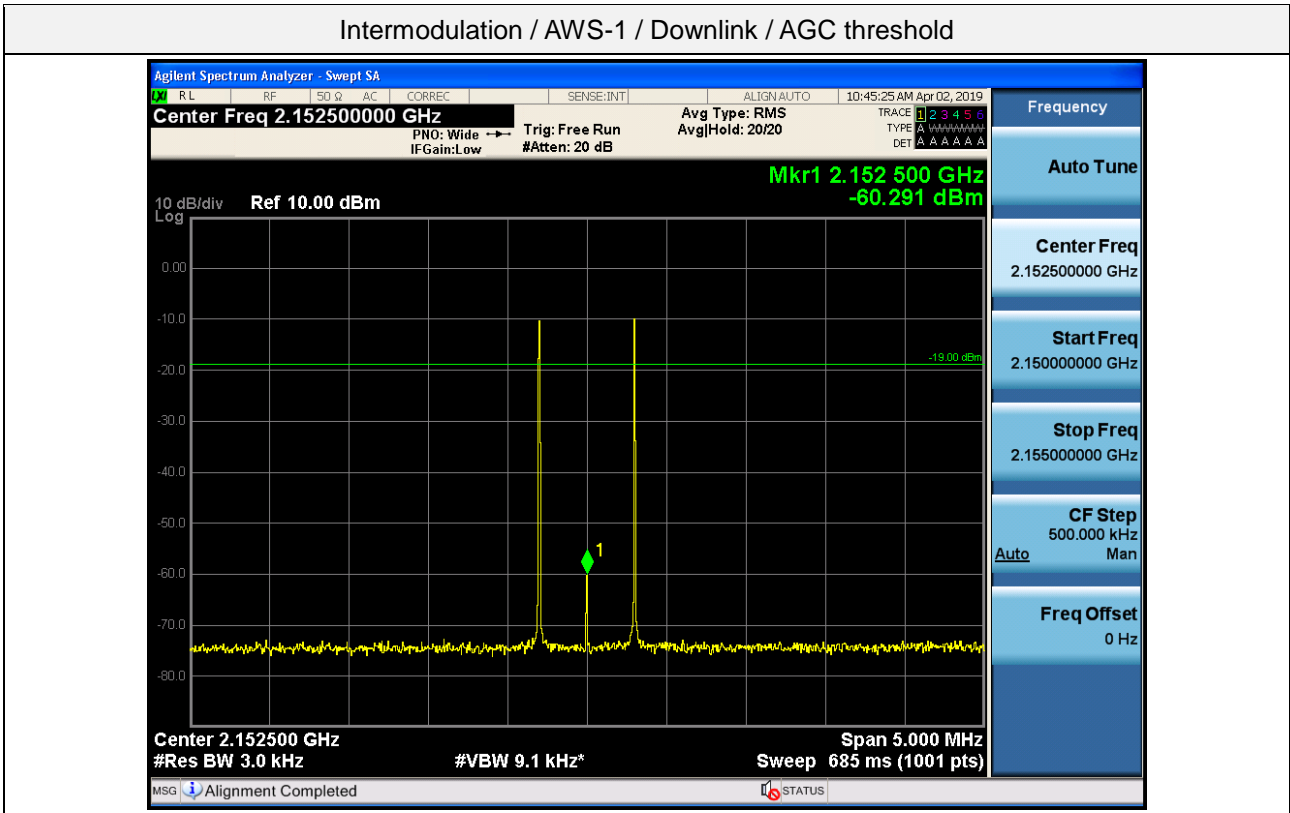 Intermodulation / AWS-1 / Downlink / AGC threshold
Agilent Spectrum Analyzer - Swept SA
LXI RL RF 50 Ω AC CORREC SENSE:INT ALIGN AUTO 10:45:25 AM Apr 02, 2019
Center Freq 2.152500000 GHz
PNO: Wide
IFGain:Low
Trig: Free Run
#Atten: 20 dB
Avg Type: RMS
Avg|Hold: 20/20
TRACE 1 2 3 4 5 6
TYPE A WWWWW
DET A A A A A A
Mkr1 2.152 500 GHz
-60.291 dBm
10 dB/div Ref 10.00 dBm
Log
0.00
-10.0
-19.00 dBm
-20.0
-30.0
-40.0
-50.0
1
-60.0
-70.0
-80.0
Center 2.152500 GHz Span 5.000 MHz
#Res BW 3.0 kHz #VBW 9.1 kHz* Sweep 685 ms (1001 pts)
MSG Alignment Completed STATUS
Frequency
Auto Tune
Center Freq
2.152500000 GHz
Start Freq
2.150000000 GHz
Stop Freq
2.155000000 GHz
CF Step
500.000 kHz
Auto Man
Freq Offset
0 Hz